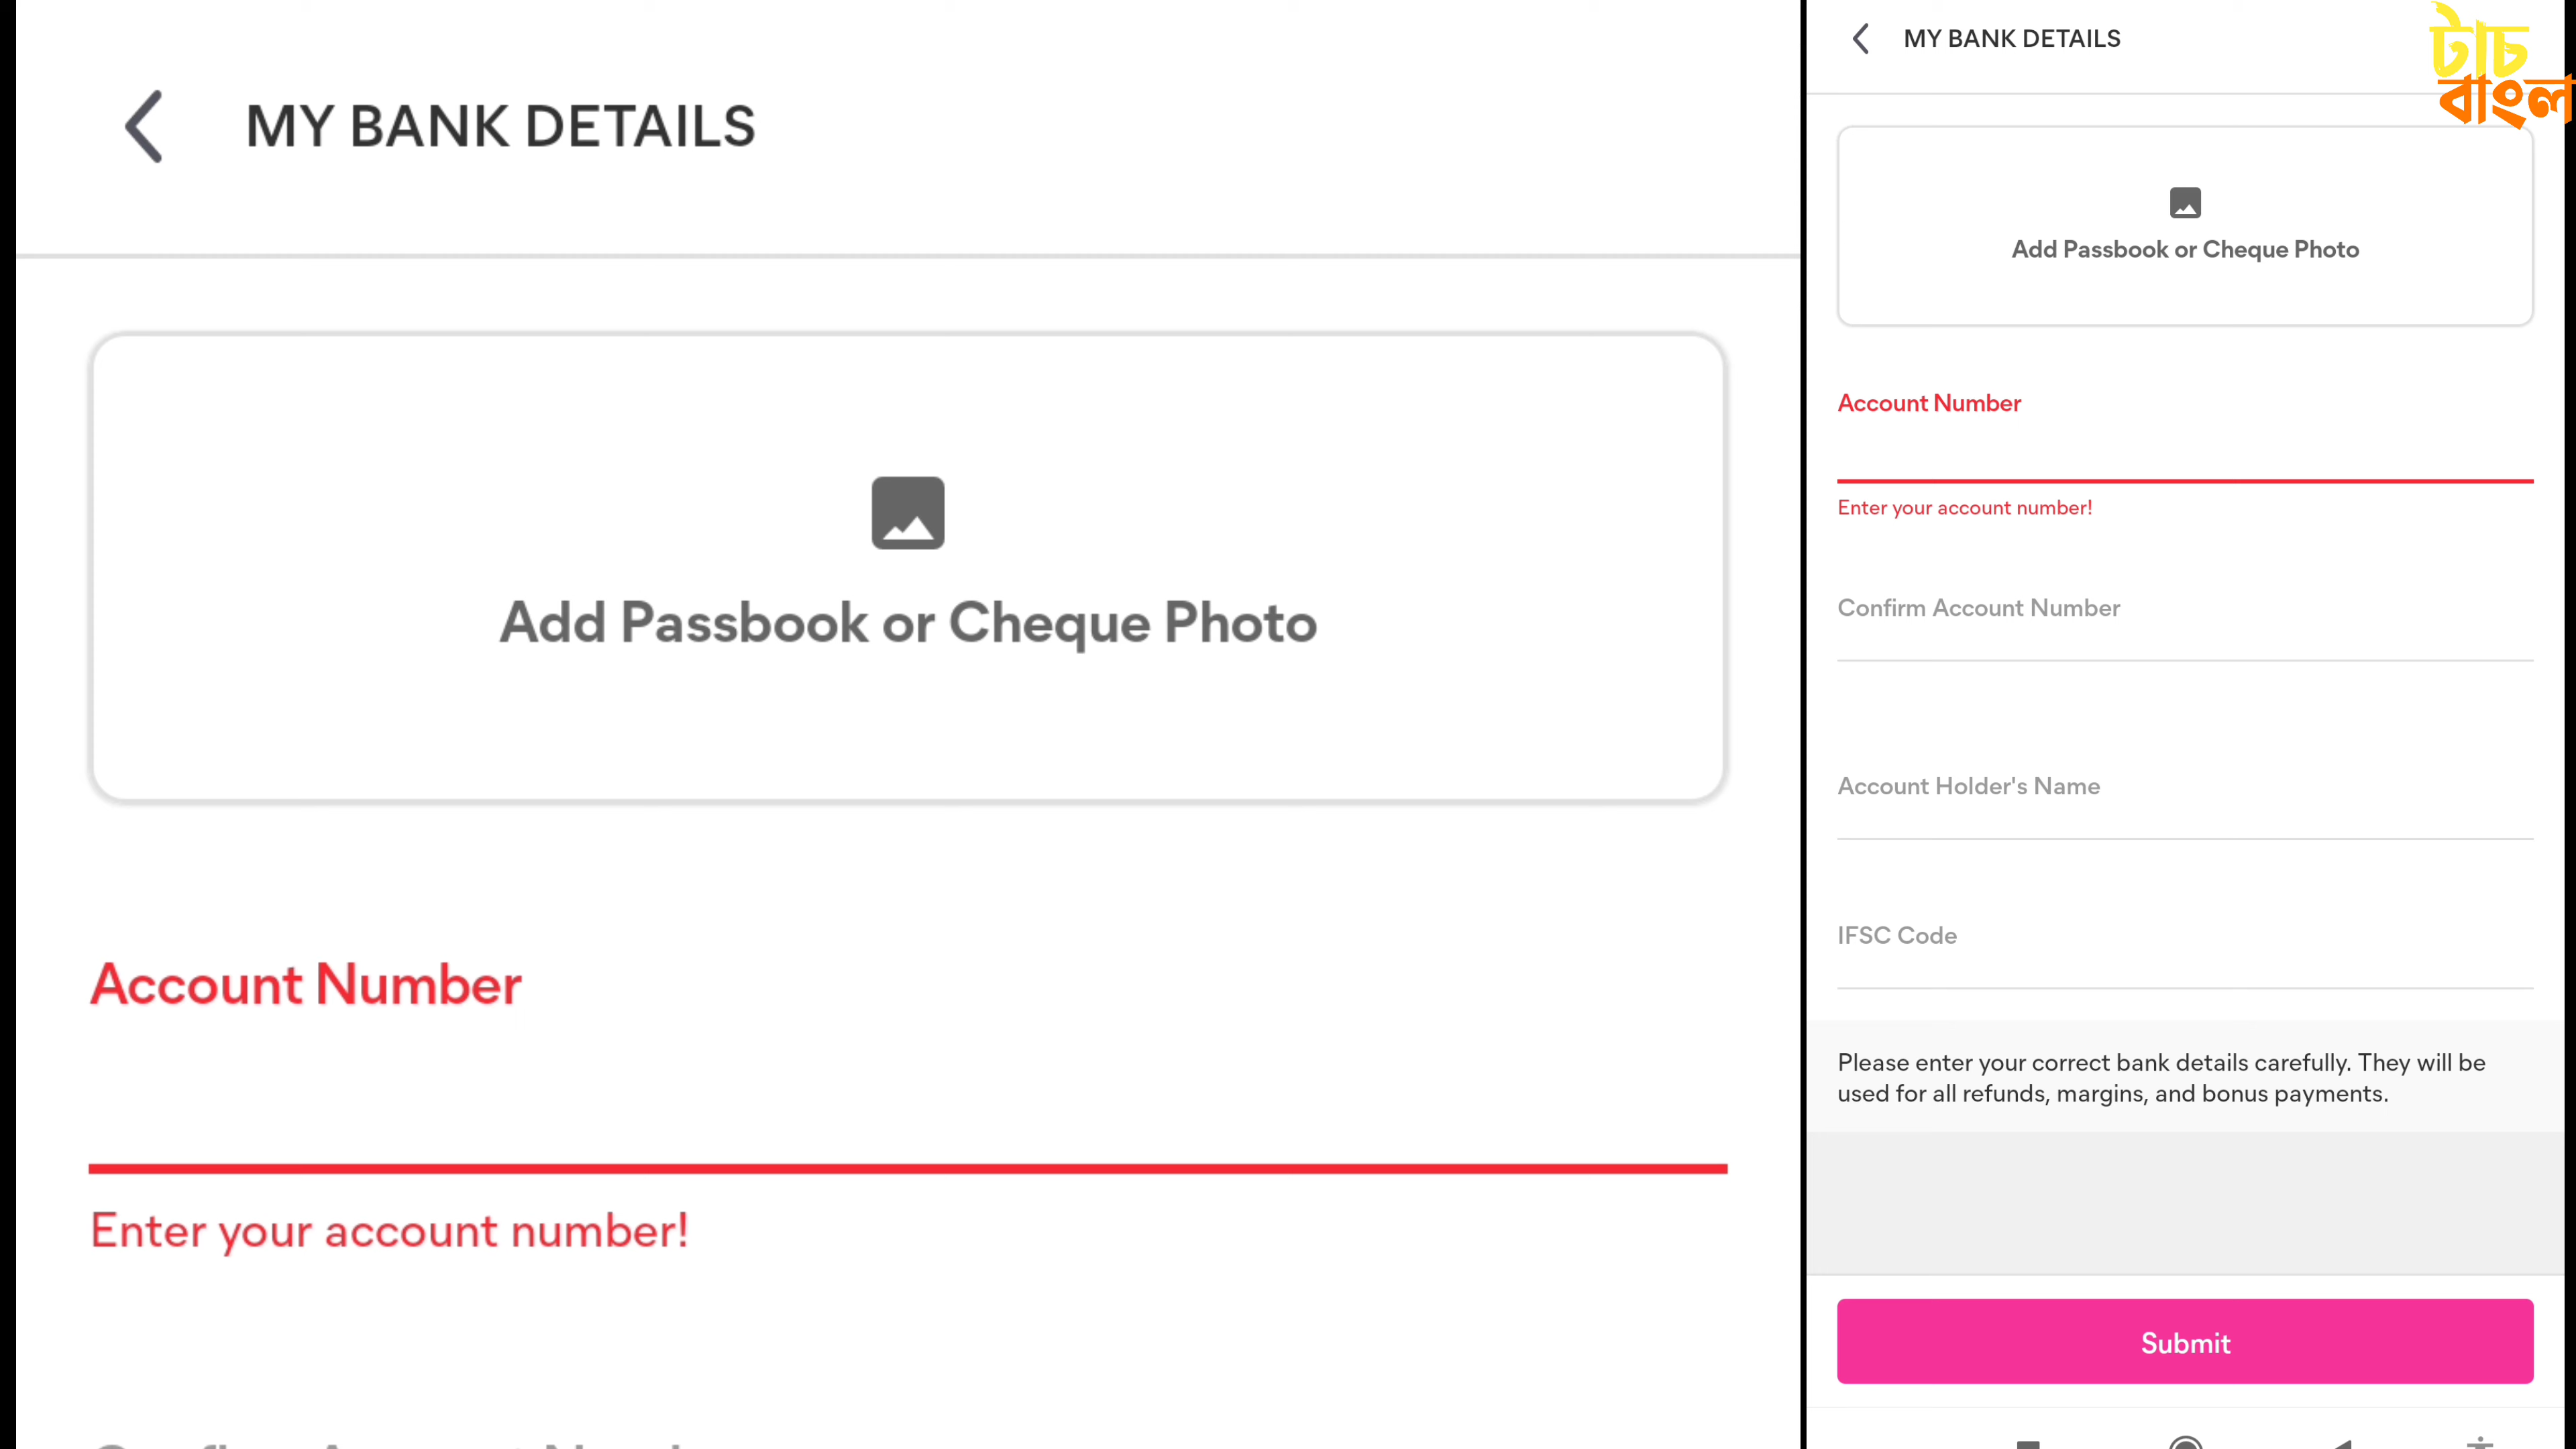 MY BANK DETAILS
Add Passbook or Cheque Photo
Account Number
Enter your account number!
MY BANK DETAILS
টাচ
বাংলা
Add Passbook or Cheque Photo
Account Number
Enter your account number!
Confirm Account Number
Account Holder's Name
IFSC Code
Please enter your correct bank details carefully. They will be
used for all refunds, margins, and bonus payments.
Submit